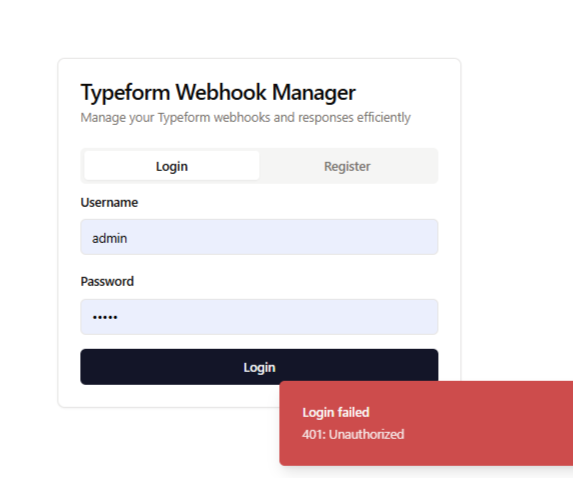 Typeform Webhook Manager
Manage your Typeform webhooks and responses efficiently
Login
Register
Username
admin
Password
•••••
Login
Login failed
401: Unauthorized